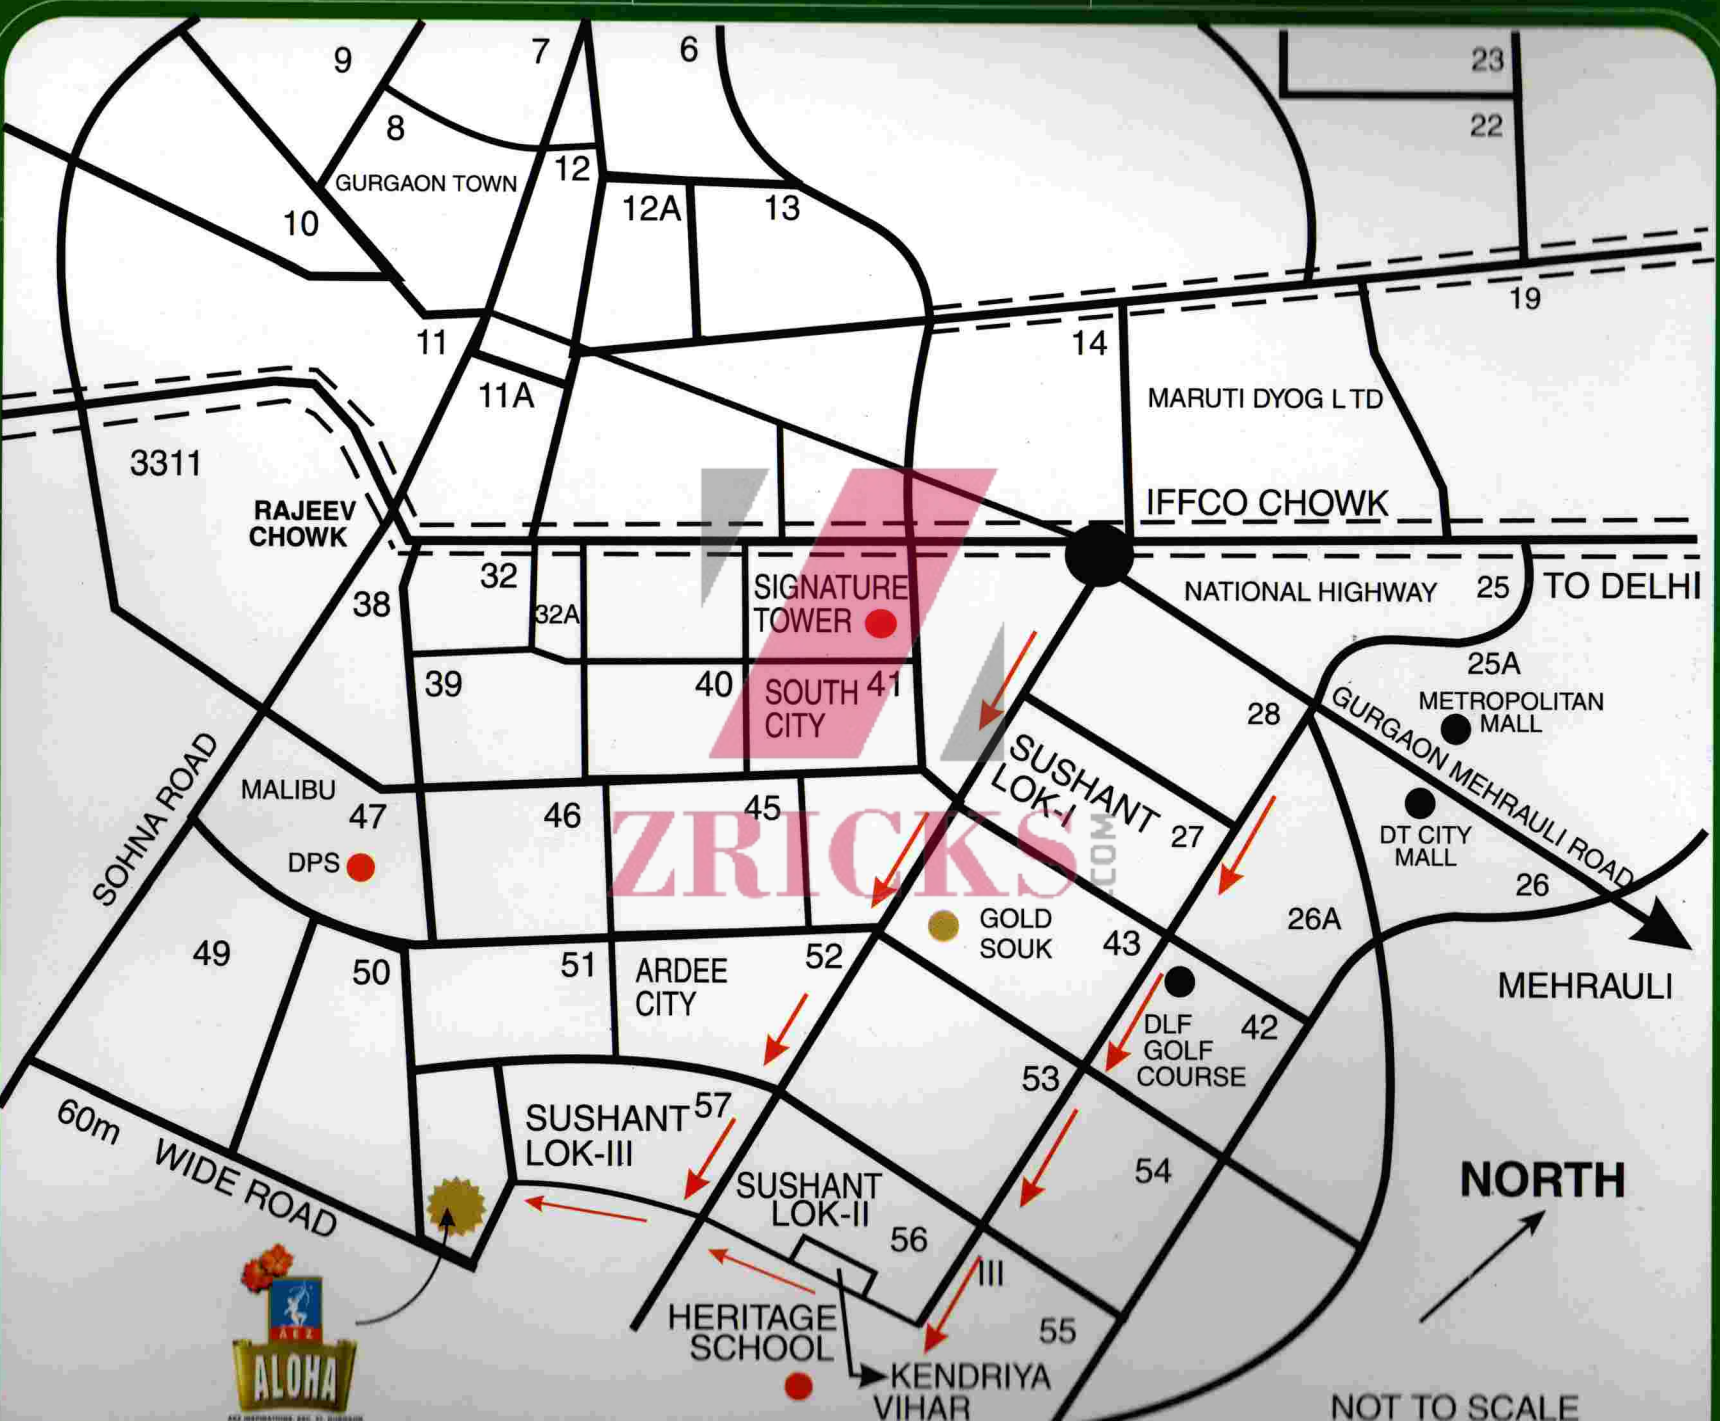 9
7
6
23
22
8
12
GURGAON TOWN
12A
13
10
19
11
14
11A
MARUTI DYOG LTD
3311
RAJEEV
CHOWK
IFFCO CHOWK
38
32
32A
SIGNATURE
TOWER
NATIONAL HIGHWAY
25
TO DELHI
39
40
SOUTH
CITY
41
25A
METROPOLITAN
MALL
28
GURGAON MEHRAULI ROAD
SOHNA ROAD
MALIBU
47
46
45
SUSHANT
LOK-I
27
DT CITY
MALL
DPS
ZRICKS
.COM
26
26A
49
50
51
ARDEE
CITY
52
GOLD
SOUK
43
MEHRAULI
DLF
GOLF
COURSE
42
53
60m WIDE ROAD
SUSHANT
LOK-III
57
54
NORTH
SUSHANT
LOK-II
56
III
AEZ
ALOHA
HERITAGE
SCHOOL
55
KENDRIYA
VIHAR
NOT TO SCALE